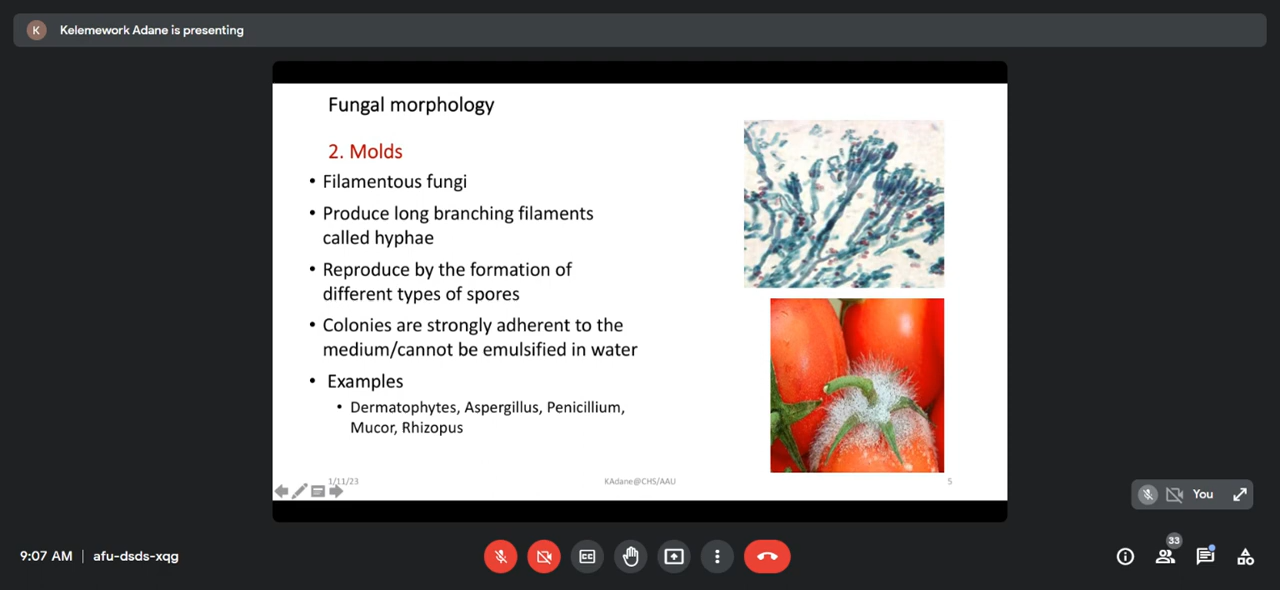 K
Kelemework Adane is presenting
Fungal morphology
2. Molds
• Filamentous fungi
• Produce long branching filaments
called hyphae
• Reproduce by the formation of
different types of spores
• Colonies are strongly adherent to the
medium/cannot be emulsified in water
• Examples
• Dermatophytes, Aspergillus, Penicillium,
Mucor, Rhizopus
1/11/23
KAdane@CHS/AAU
5
You
9:07 AM | afu-dsds-xqg
CC
33